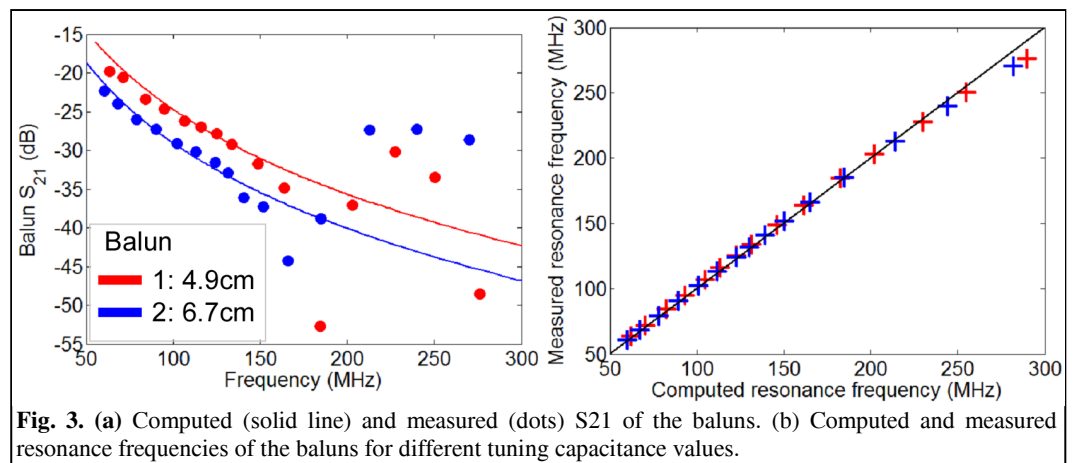 -15
-20
-25
-30
-35
-40
-45
-50
-55
Balun S21 (dB)
Balun
1: 4.9cm
2: 6.7cm
50 100 150 200 250 300
Frequency (MHz)
300
250
200
150
100
50
Measured resonance frequency (MHz)
50 100 150 200 250 300
Computed resonance frequency (MHz)
Fig. 3. (a) Computed (solid line) and measured (dots) S21 of the baluns. (b) Computed and measured
resonance frequencies of the baluns for different tuning capacitance values.